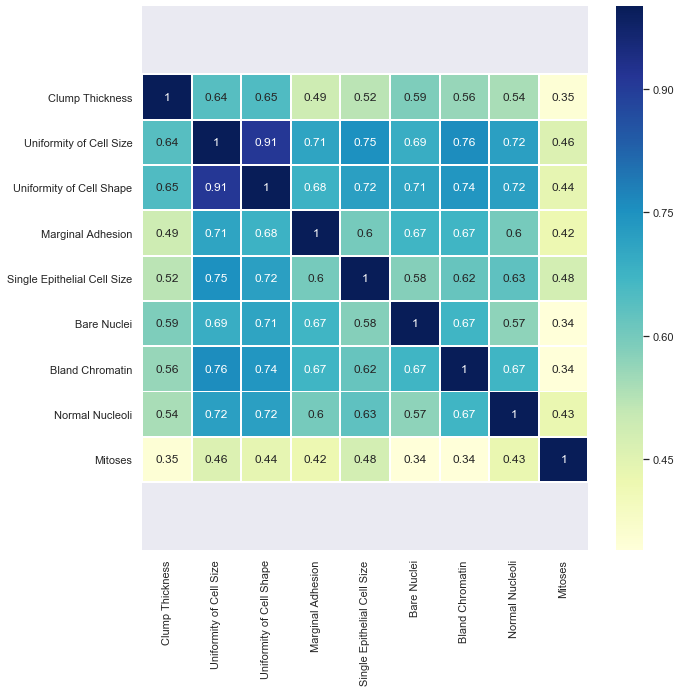 Clump Thickness 1 0.64 0.65 0.49 0.52 0.59 0.56 0.54 0.35
Uniformity of Cell Size 0.64 1 0.91 0.71 0.75 0.69 0.76 0.72 0.46
Uniformity of Cell Shape 0.65 0.91 1 0.68 0.72 0.71 0.74 0.72 0.44
Marginal Adhesion 0.49 0.71 0.68 1 0.6 0.67 0.67 0.6 0.42
Single Epithelial Cell Size 0.52 0.75 0.72 0.6 1 0.58 0.62 0.63 0.48
Bare Nuclei 0.59 0.69 0.71 0.67 0.58 1 0.67 0.57 0.34
Bland Chromatin 0.56 0.76 0.74 0.67 0.62 0.67 1 0.67 0.34
Normal Nucleoli 0.54 0.72 0.72 0.6 0.63 0.57 0.67 1 0.43
Mitoses 0.35 0.46 0.44 0.42 0.48 0.34 0.34 0.43 1
Clump Thickness
Uniformity of Cell Size
Uniformity of Cell Shape
Marginal Adhesion
Single Epithelial Cell Size
Bare Nuclei
Bland Chromatin
Normal Nucleoli
Mitoses
0.90
0.75
0.60
0.45